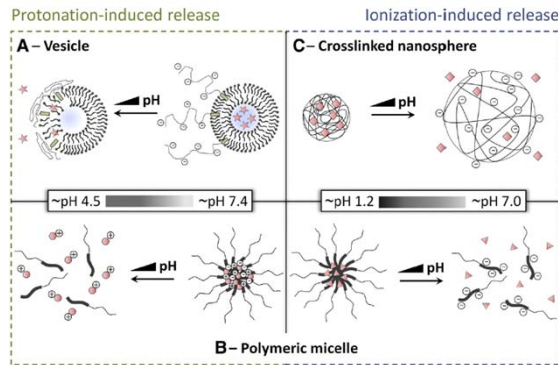 Protonation-induced release
Ionization-induced release
A – Vesicle
C – Crosslinked nanosphere
pH
pH
~pH 4.5 ~pH 7.4
~pH 1.2 ~pH 7.0
pH
pH
B – Polymeric micelle